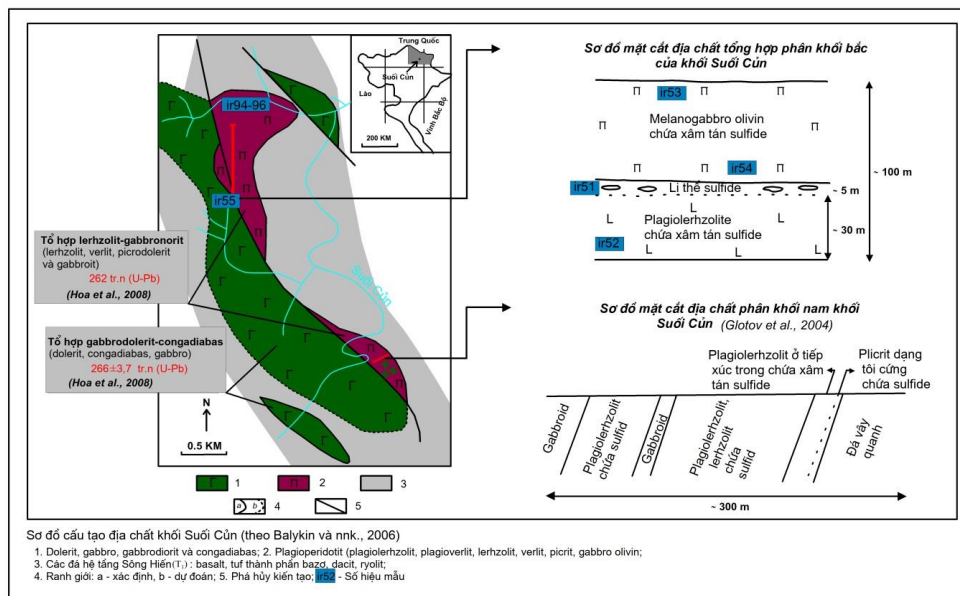 Trung Quốc
Suối Củn
Lào
Vịnh Bắc Bộ
200 KM
ir94-96
ir55
Suối Củn
Tổ hợp lerhzolit-gabbronorit
(lerhzolit, verlit, picrodolerit
và gabbroit)
262 tr.n (U-Pb)
(Hoa et al., 2008)
Tổ hợp gabbrodolerit-congadiabas
(dolerit, congadiabas, gabbro)
266±3,7 tr.n (U-Pb)
(Hoa et al., 2008)
N
0.5 KM
Γ 1
Π 2
3
a b 4
5
Sơ đồ mặt cắt địa chất tổng hợp phân khối bắc
của khối Suối Củn
ir53
Melanogabbro olivin
chứa xâm tán sulfide
ir54
ir51
Li thể sulfide
Plagiolerhzolite
chứa xâm tán sulfide
ir52
~ 100 m
~ 5 m
~ 30 m
Sơ đồ mặt cắt địa chất phân khối nam khối
Suối Củn (Glotov et al., 2004)
Plagiolerhzolit ở tiếp
xúc trong chứa xâm
tán sulfide
Plicrit dạng
tôi cứng
chứa sulfide
Gabbroid
Plagiolerhzolit
chứa sulfid
Gabbroid
Plagiolerhzolit,
lerhzolit
chứa
sulfid
Đá vây
quanh
~ 300 m
Sơ đồ cấu tạo địa chất khối Suối Củn (theo Balykin và nnk., 2006)
1. Dolerit, gabbro, gabbrodiorit và congadiabas; 2. Plagioperidotit (plagiolerhzolit, plagioverlit, lerhzolit, verlit, picrit, gabbro olivin;
3. Các đá hệ tầng Sông Hiến(T₁) : basalt, tuf thành phần bazơ, dacit, ryolit;
4. Ranh giới: a - xác định, b - dự đoán; 5. Phá hủy kiến tạo; ir52 - Số hiệu mẫu